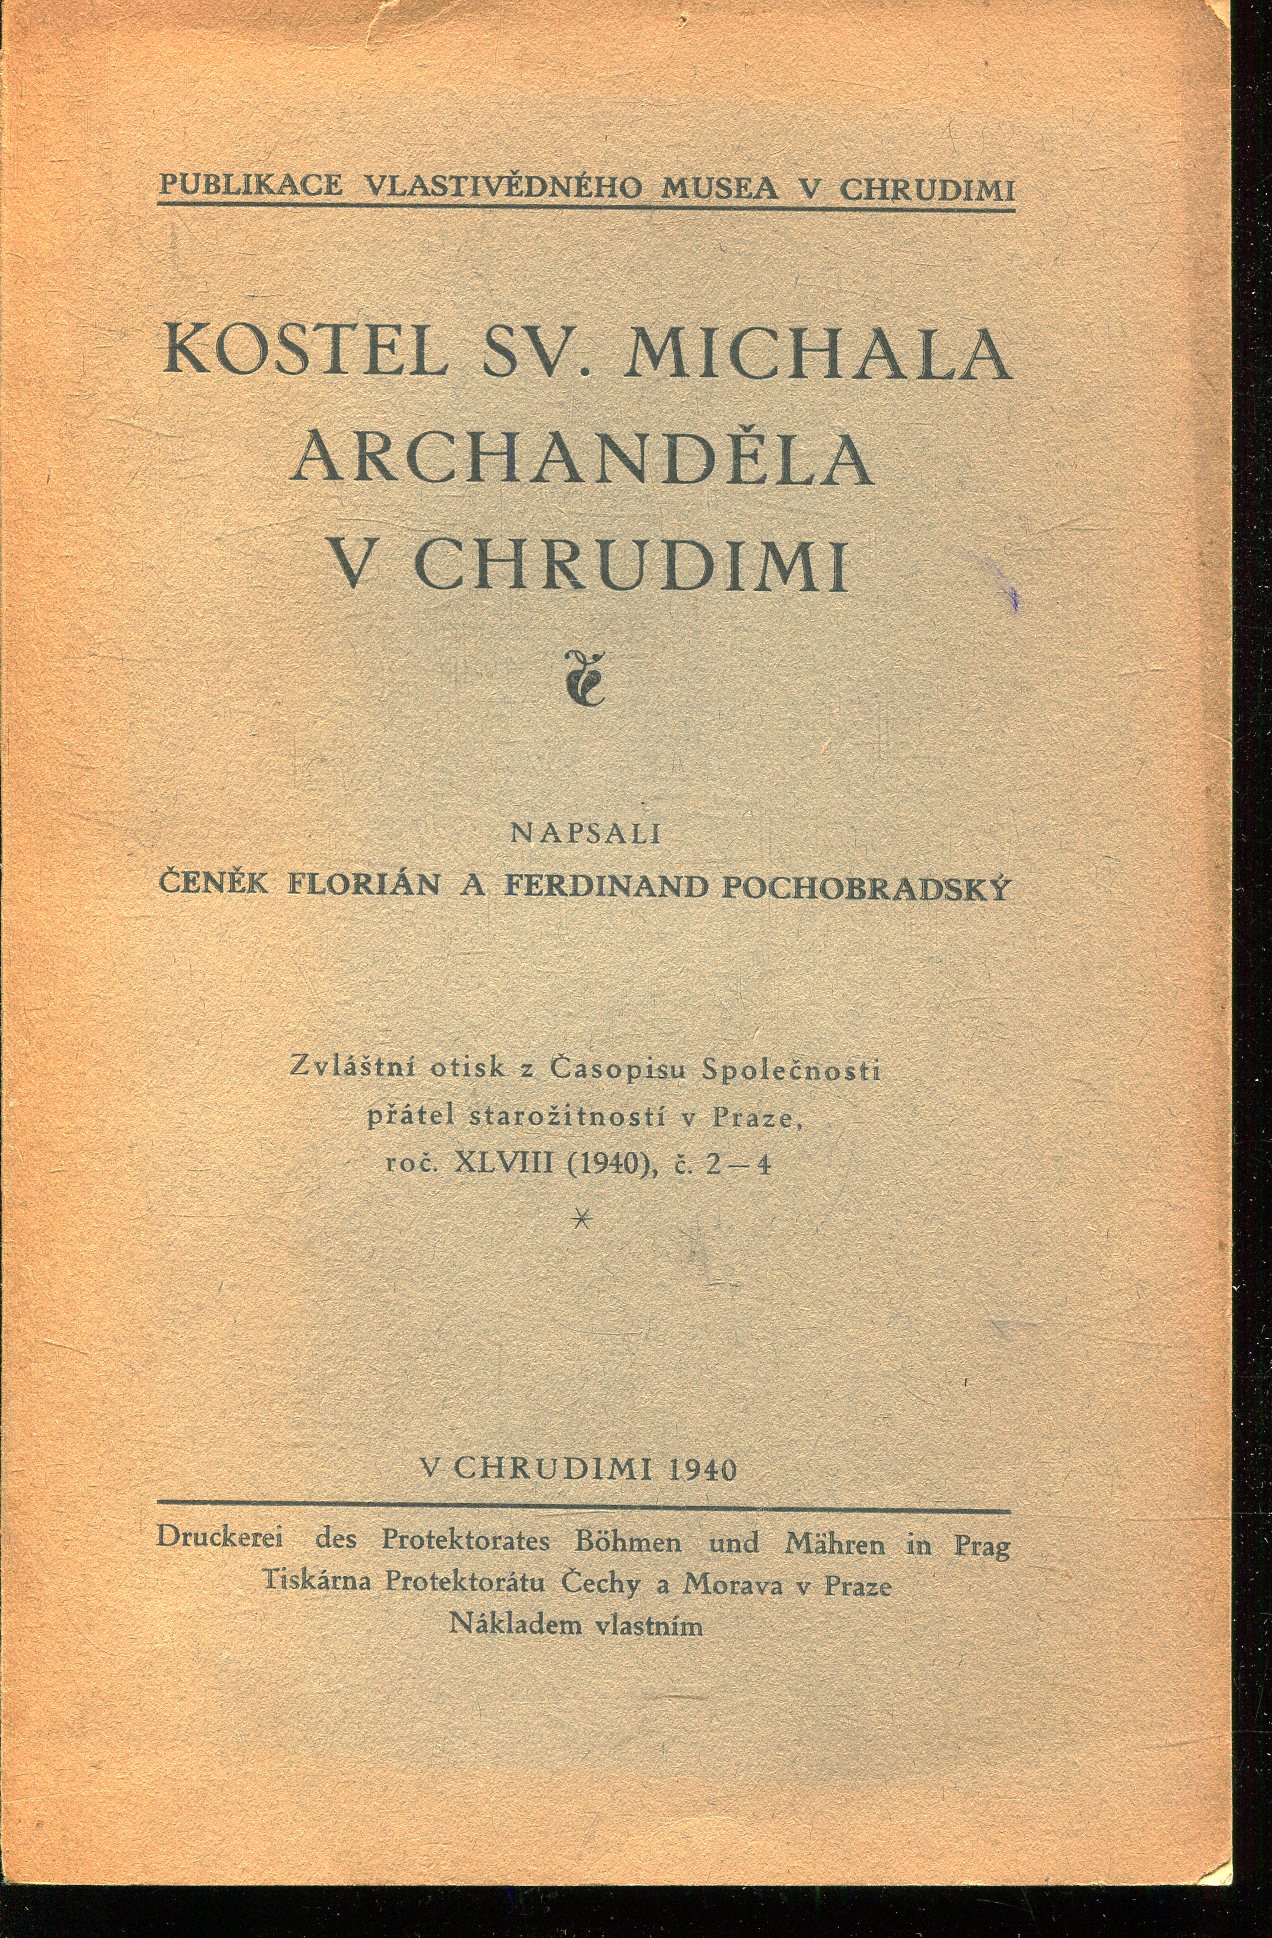 PUBLIKACE VLASTIVĚDNÉHO MUSEA V CHRUDIMI
KOSTEL SV. MICHALA
ARCHANDĚLA
V CHRUDIMI
NAPSALI
ČENĚK FLORIÁN A FERDINAND POCHOBRADSKÝ
Zvláštní otisk z Časopisu Společnosti
přátel starožitností v Praze,
roč. XLVIII (1940), č. 2—4
*
V CHRUDIMI 1940
Druckerei des Protektorates Böhmen und Mähren in Prag
Tiskárna Protektorátu Čechy a Morava v Praze
Nákladem vlastním